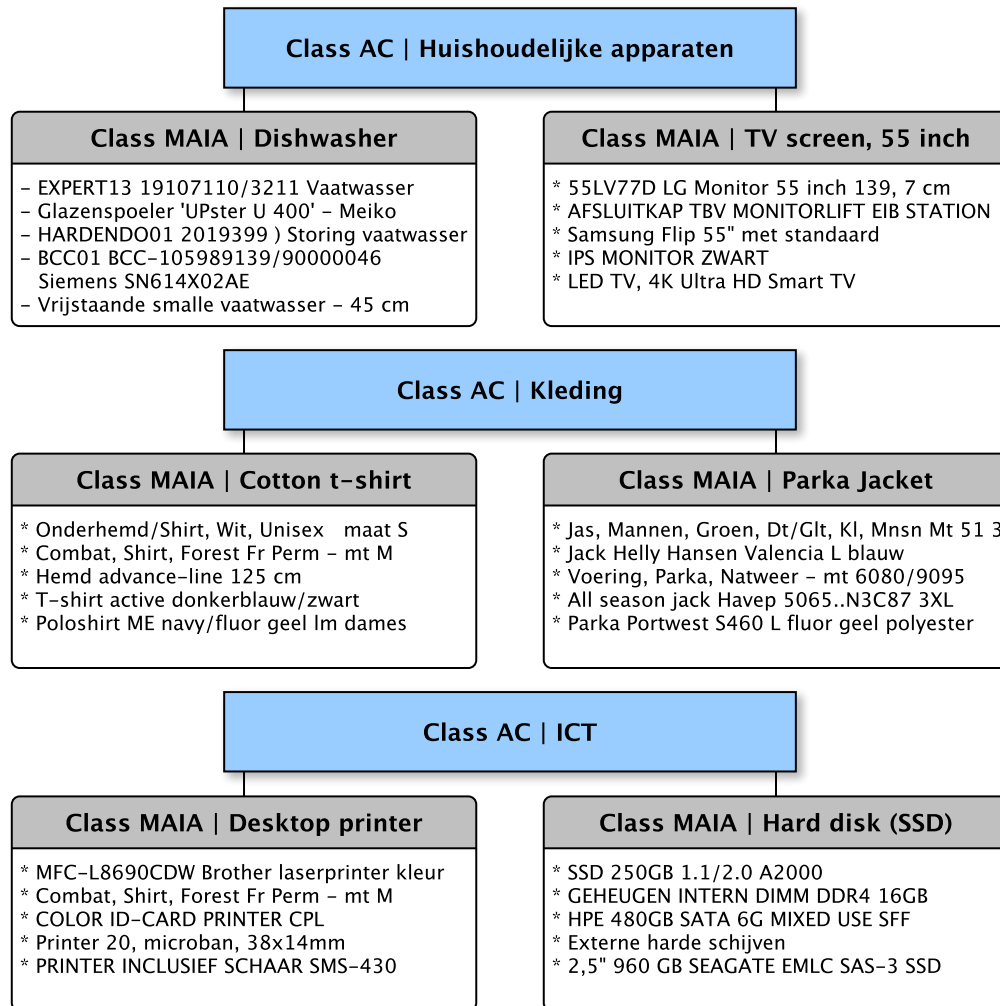 Class AC | Huishoudelijke apparaten
Class MAIA | Dishwasher
- EXPERT13 19107110/3211 Vaatwasser
- Glazenspoeler 'UPster U 400' - Meiko
- HARDENDO01 2019399 ) Storing vaatwasser
- BCC01 BCC-105989139/90000046
Siemens SN614X02AE
- Vrijstaande smalle vaatwasser - 45 cm
Class MAIA | TV screen, 55 inch
* 55LV77D LG Monitor 55 inch 139, 7 cm
* AFSLUITKAP TBV MONITORLIFT EIB STATION
* Samsung Flip 55" met standaard
* IPS MONITOR ZWART
* LED TV, 4K Ultra HD Smart TV
Class AC | Kleding
Class MAIA | Cotton t-shirt
* Onderhemd/Shirt, Wit, Unisex maat S
* Combat, Shirt, Forest Fr Perm - mt M
* Hemd advance-line 125 cm
* T-shirt active donkerblauw/zwart
* Poloshirt ME navy/fluor geel lm dames
Class MAIA | Parka Jacket
* Jas, Mannen, Groen, Dt/Glt, Kl, Mnsn Mt 51 3
* Jack Helly Hansen Valencia L blauw
* Voering, Parka, Natweer - mt 6080/9095
* All season jack Havep 5065..N3C87 3XL
* Parka Portwest S460 L fluor geel polyester
Class AC | ICT
Class MAIA | Desktop printer
* MFC-L8690CDW Brother laserprinter kleur
* Combat, Shirt, Forest Fr Perm - mt M
* COLOR ID-CARD PRINTER CPL
* Printer 20, microban, 38x14mm
* PRINTER INCLUSIEF SCHAAR SMS-430
Class MAIA | Hard disk (SSD)
* SSD 250GB 1.1/2.0 A2000
* GEHEUGEN INTERN DIMM DDR4 16GB
* HPE 480GB SATA 6G MIXED USE SFF
* Externe harde schijven
* 2,5" 960 GB SEAGATE EMLC SAS-3 SSD